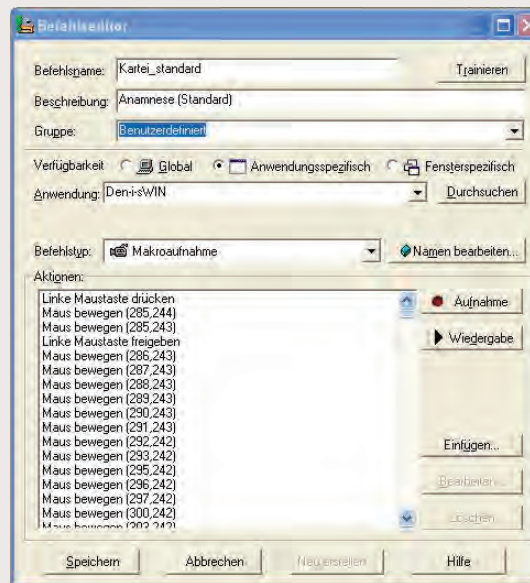 Befehlseditor
Befehlsname: Kartei_standard Trainieren
Beschreibung: Anamnese (Standard)
Gruppe: Benutzerdefiniert
Verfügbarkeit Global Anwendungsspezifisch Fensterspezifisch
Anwendung: Den-i-sWIN Durchsuchen
Befehlstyp: Makroaufnahme Namen bearbeiten...
Aktionen:
Linke Maustaste drücken
Aufnahme
Maus bewegen (285,244)
Maus bewegen (285,243)
Linke Maustaste freigeben
Wiedergabe
Maus bewegen (286,243)
Maus bewegen (287,243)
Maus bewegen (288,243)
Maus bewegen (289,243)
Maus bewegen (290,243)
Maus bewegen (291,243)
Maus bewegen (292,242)
Einfügen...
Maus bewegen (293,242)
Maus bewegen (295,242)
Maus bewegen (296,242)
Bearbeiten...
Maus bewegen (297,242)
Maus bewegen (300,242)
Löschen
Maus bewegen (303,242)
Speichern Abbrechen Neu erstellen Hilfe